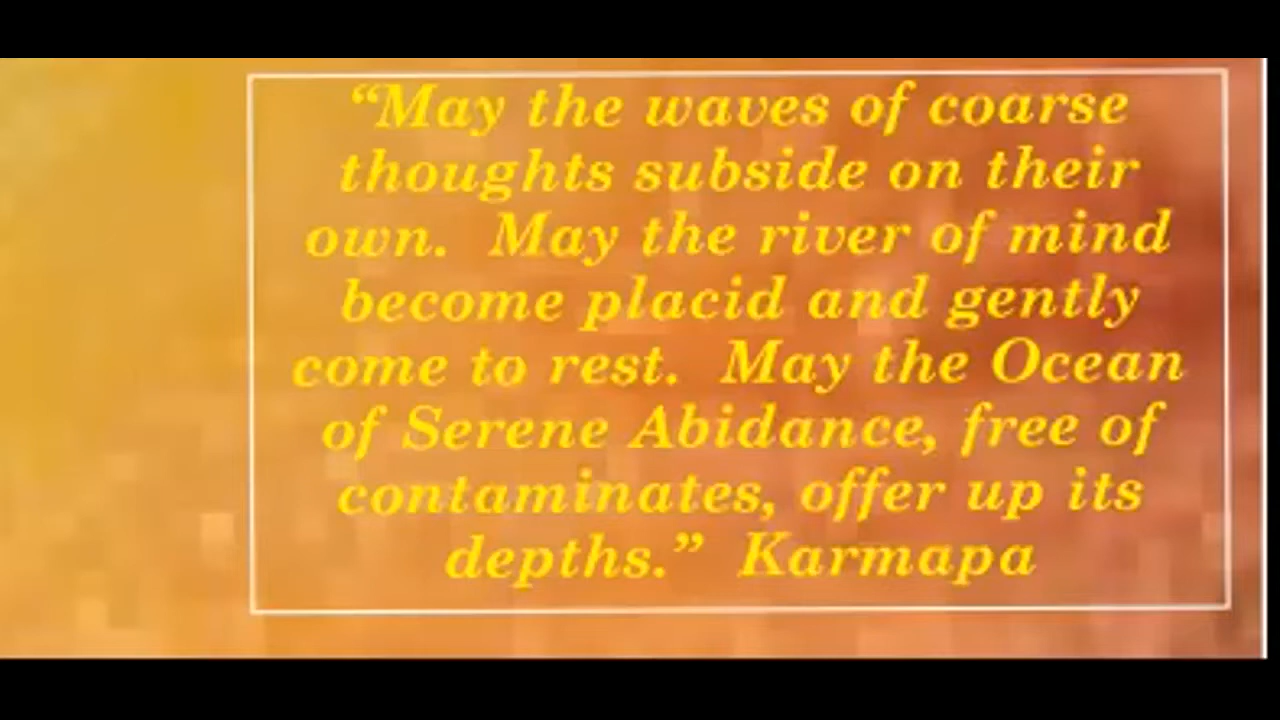 “May the waves of coarse
thoughts subside on their
own.  May the river of mind
become placid and gently
come to rest.  May the Ocean
of Serene Abidance, free of
contaminates, offer up its
depths.”  Karmapa